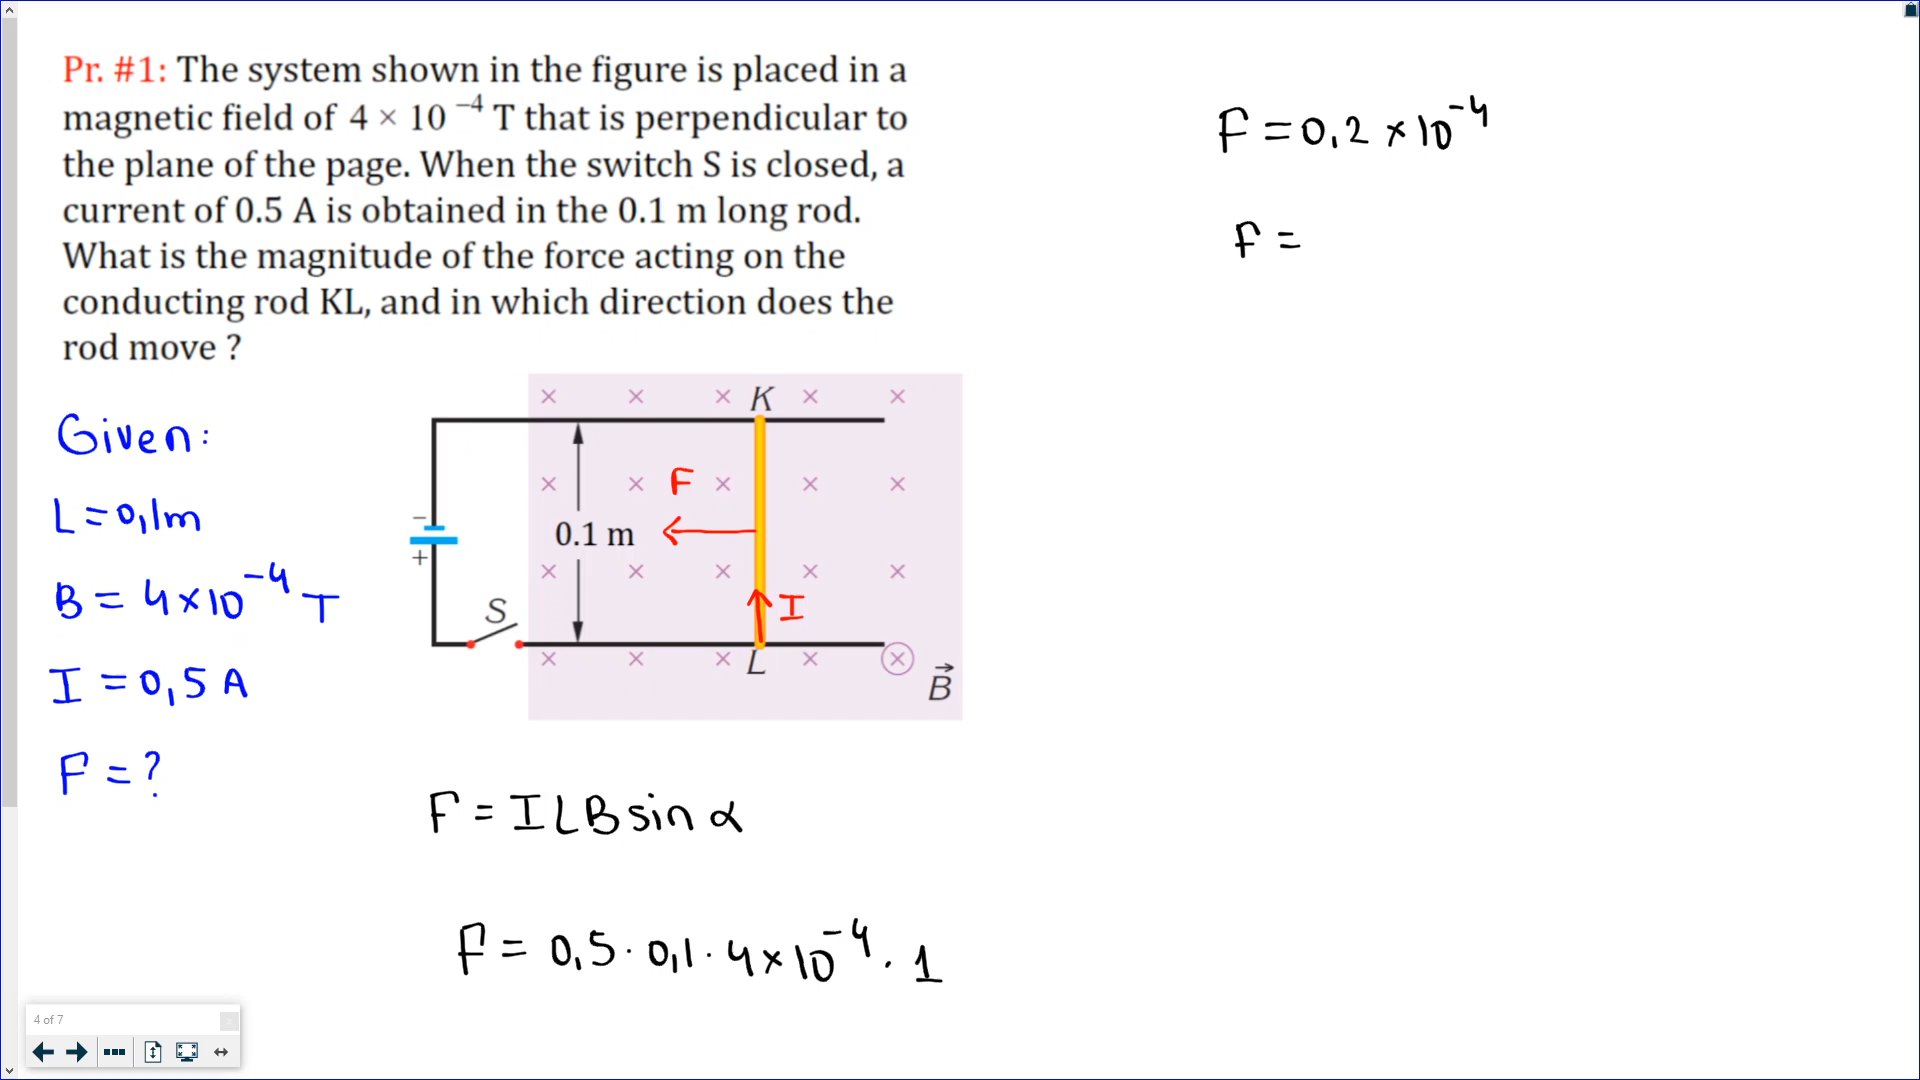 Pr. #1: The system shown in the figure is placed in a
magnetic field of 4 × 10 ⁻⁴ T that is perpendicular to
the plane of the page. When the switch S is closed, a
current of 0.5 A is obtained in the 0.1 m long rod.
What is the magnitude of the force acting on the
conducting rod KL, and in which direction does the
rod move ?
Given:
L = 0,1m
B = 4×10⁻⁴ T
I = 0,5 A
F = ?
K
F
0.1 m
−
+
S
I
L
B⃗
F = I L B sin α
F = 0,5 · 0,1 · 4×10⁻⁴ · 1
F = 0,2 ×10⁻⁴
F =
4 of 7